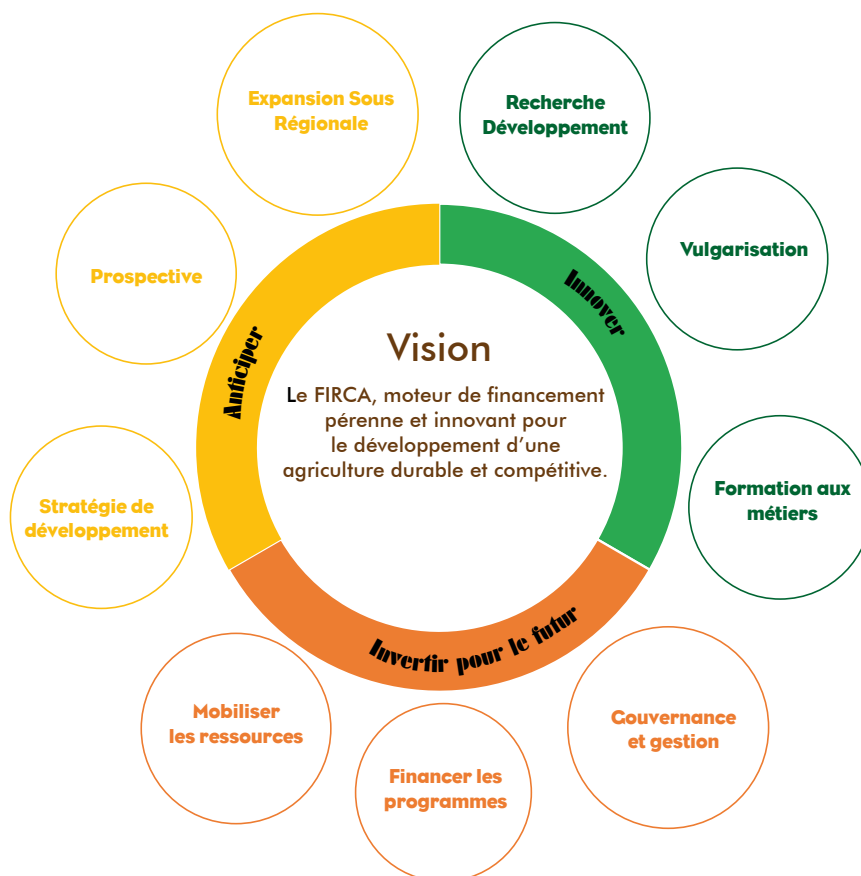 Expansion Sous
Régionale
Recherche
Développement
Vulgarisation
Prospective
Innover
Anticiper
Vision
Le FIRCA, moteur de financement
pérenne et innovant pour
le développement d’une
agriculture durable et compétitive.
Stratégie de
développement
Formation aux
métiers
Invertir pour le futur
Mobiliser
les ressources
Gouvernance
et gestion
Financer les
programmes